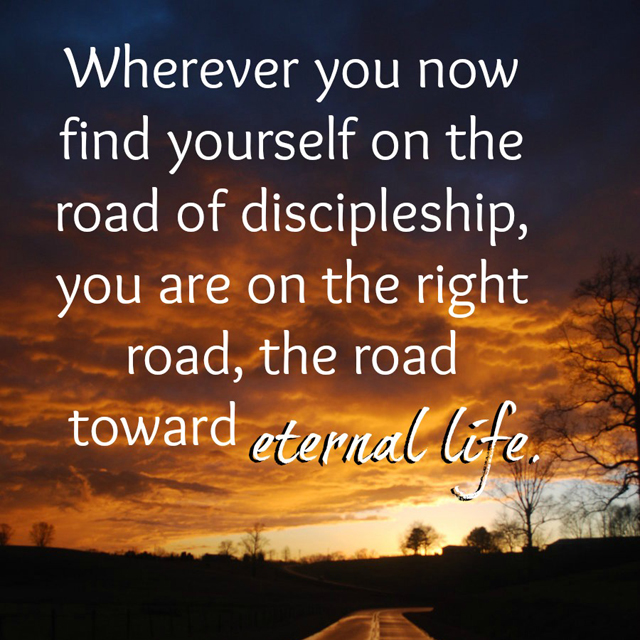 Wherever you now
find yourself on the
road of discipleship,
you are on the right
road, the road
toward eternal life.